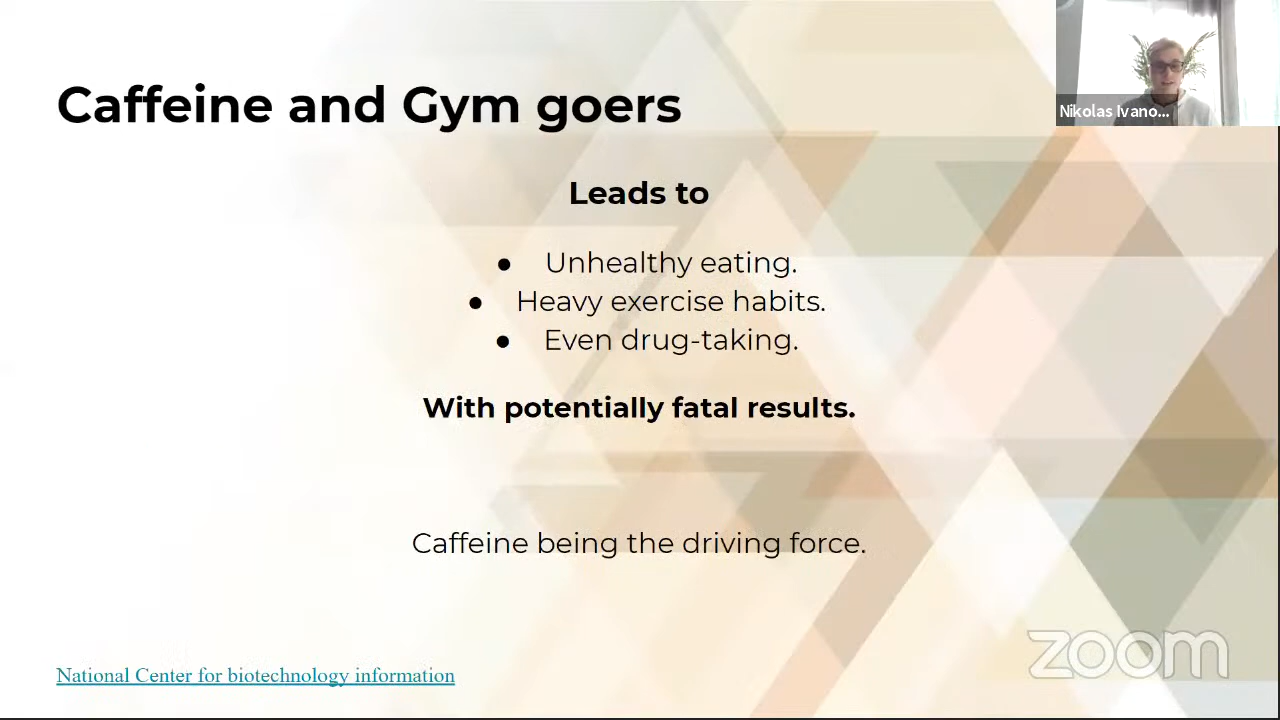 Caffeine and Gym goers
Nikolas Ivano...
Leads to
● Unhealthy eating.
● Heavy exercise habits.
● Even drug-taking.
With potentially fatal results.
Caffeine being the driving force.
National Center for biotechnology information
zoom